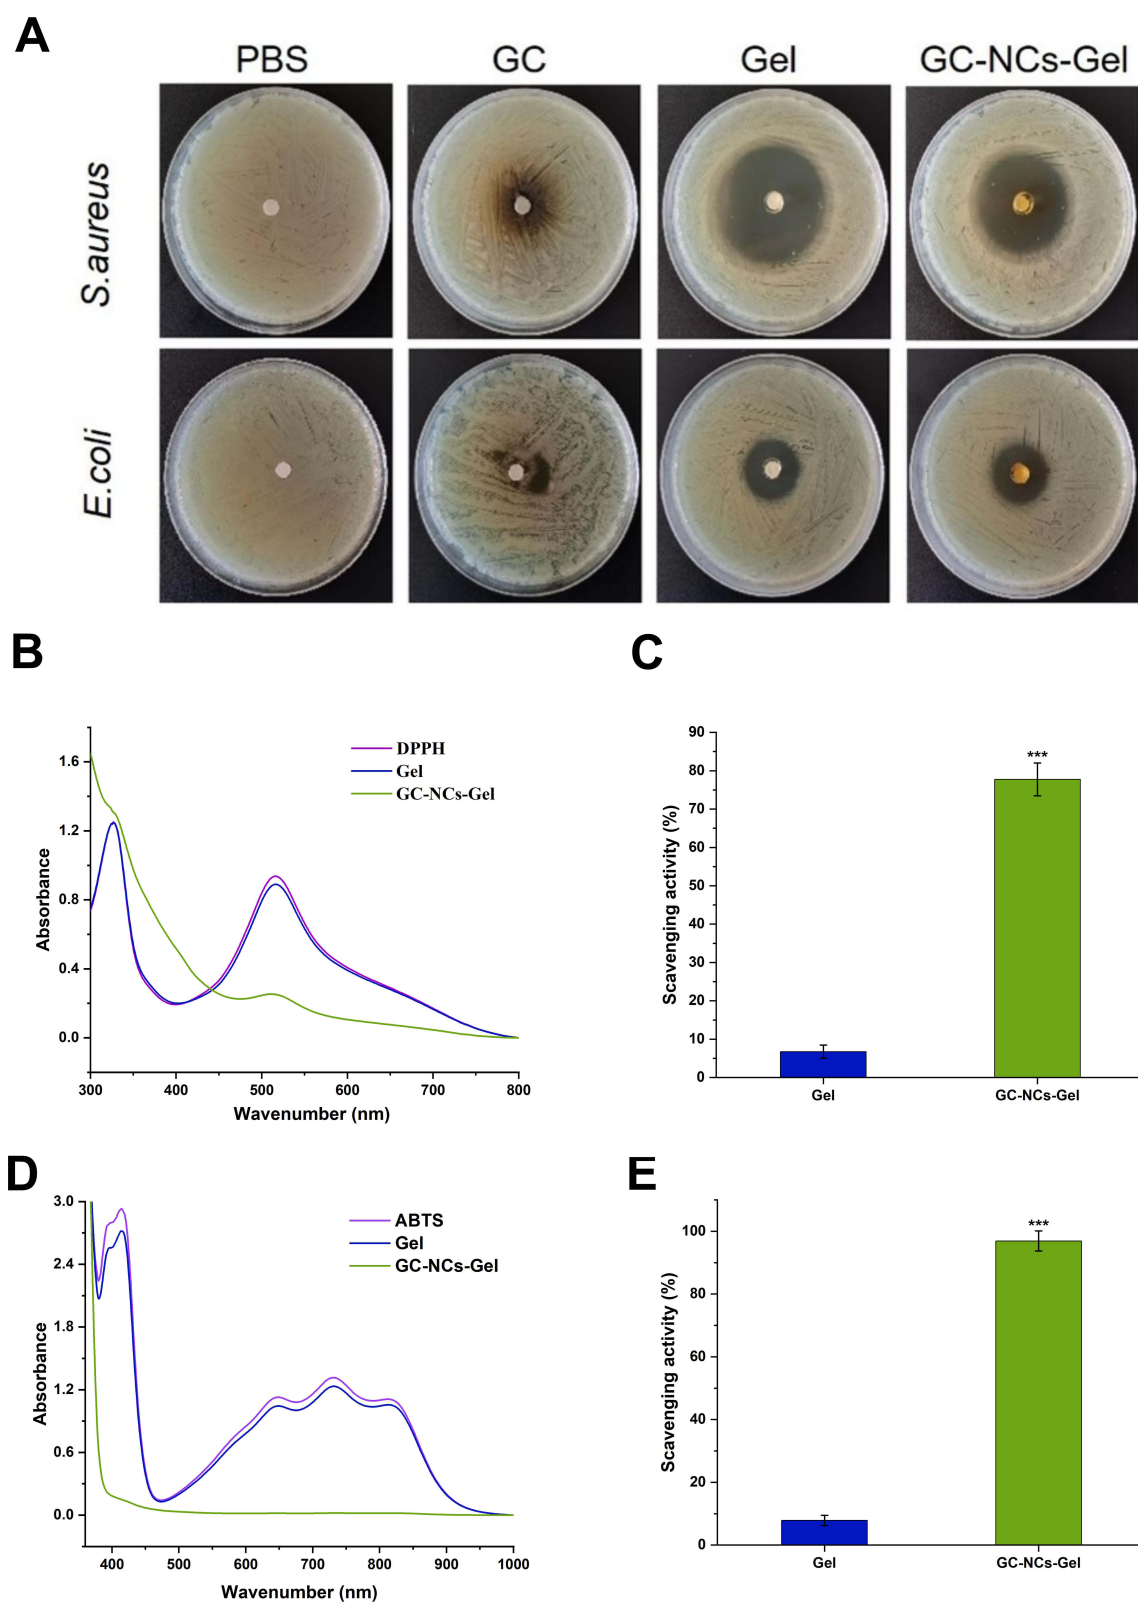 A
PBS GC Gel GC-NCs-Gel
S.aureus
E.coli
B
1.6
1.2
0.8
0.4
0.0
300 400 500 600 700 800
Absorbance
Wavenumber (nm)
DPPH
Gel
GC-NCs-Gel
C
90
80
70
60
50
40
30
20
10
0
Scavenging activity (%)
***
Gel GC-NCs-Gel
D
3.0
2.4
1.8
1.2
0.6
0.0
400 500 600 700 800 900 1000
Absorbance
Wavenumber (nm)
ABTS
Gel
GC-NCs-Gel
E
100
80
60
40
20
0
Scavenging activity (%)
***
Gel GC-NCs-Gel